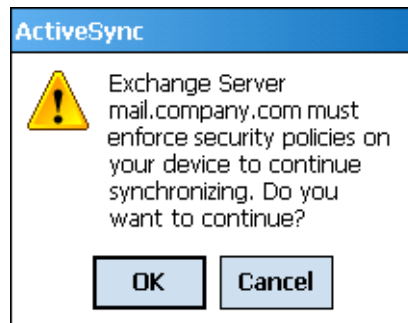 ActiveSync
Exchange Server
mail.company.com must
enforce security policies on
your device to continue
synchronizing. Do you
want to continue?
OK Cancel